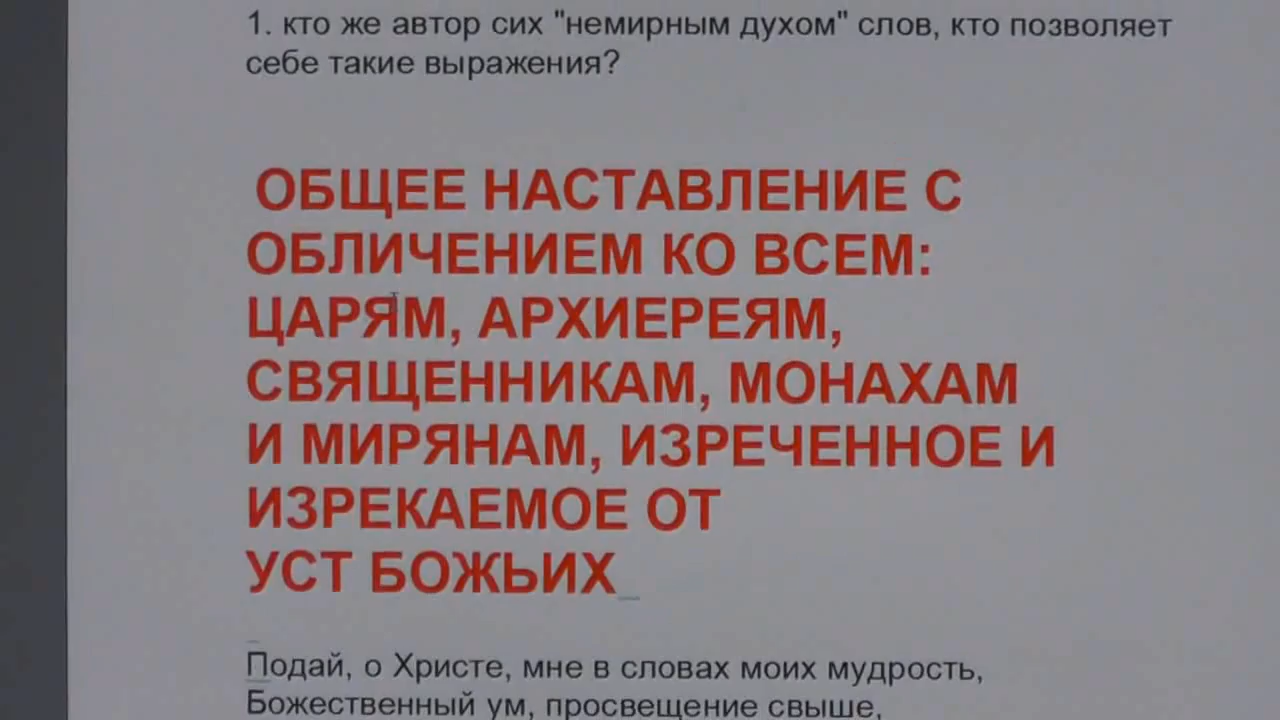 1. кто же автор сих "немирным духом" слов, кто позволяет
себе такие выражения?
ОБЩЕЕ НАСТАВЛЕНИЕ С
ОБЛИЧЕНИЕМ КО ВСЕМ:
ЦАРЯМ, АРХИЕРЕЯМ,
СВЯЩЕННИКАМ, МОНАХАМ
И МИРЯНАМ, ИЗРЕЧЕННОЕ И
ИЗРЕКАЕМОЕ ОТ
УСТ БОЖЬИХ
Подай, о Христе, мне в словах моих мудрость,
Божественный ум, просвещение свыше,